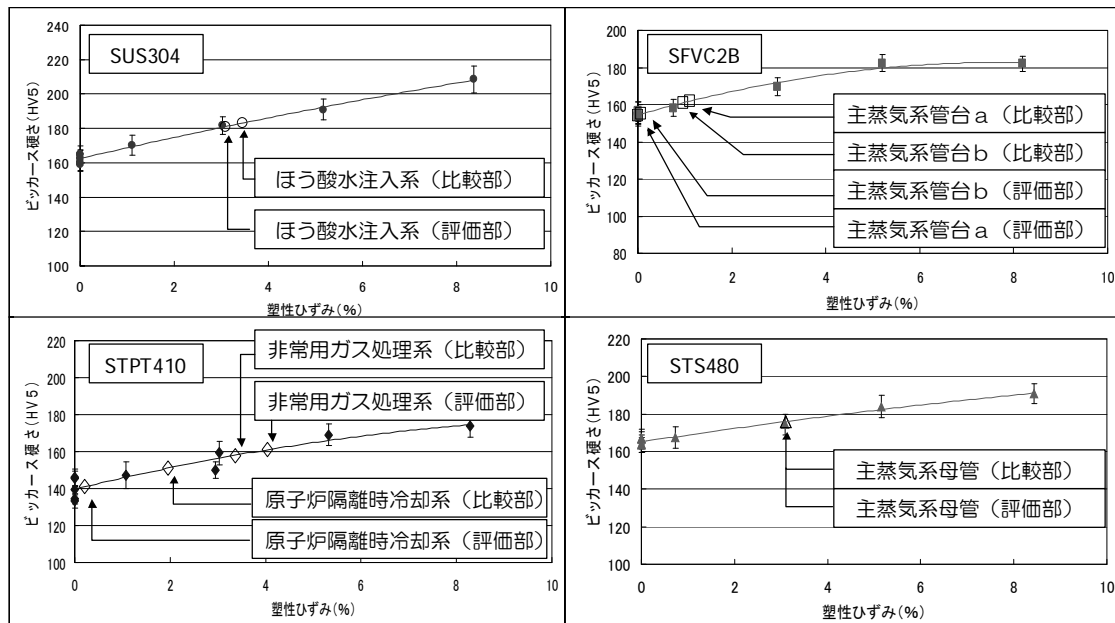 SUS304
ビッカース硬さ(HV5)
240
220
200
180
160
140
120
100
0
2
4
6
8
10
塑性ひずみ(%)
ほう酸水注入系（比較部）
ほう酸水注入系（評価部）
SFVC2B
ビッカース硬さ(HV5)
200
180
160
140
120
100
80
0
2
4
6
8
10
塑性ひずみ(%)
主蒸気系管台a（比較部）
主蒸気系管台b（比較部）
主蒸気系管台b（評価部）
主蒸気系管台a（評価部）
STPT410
ビッカース硬さ(HV5)
220
200
180
160
140
120
100
0
2
4
6
8
10
塑性ひずみ(%)
非常用ガス処理系（比較部）
非常用ガス処理系（評価部）
原子炉隔離時冷却系（比較部）
原子炉隔離時冷却系（評価部）
STS480
ビッカース硬さ(HV5)
220
200
180
160
140
120
100
0
2
4
6
8
10
塑性ひずみ(%)
主蒸気系母管（比較部）
主蒸気系母管（評価部）